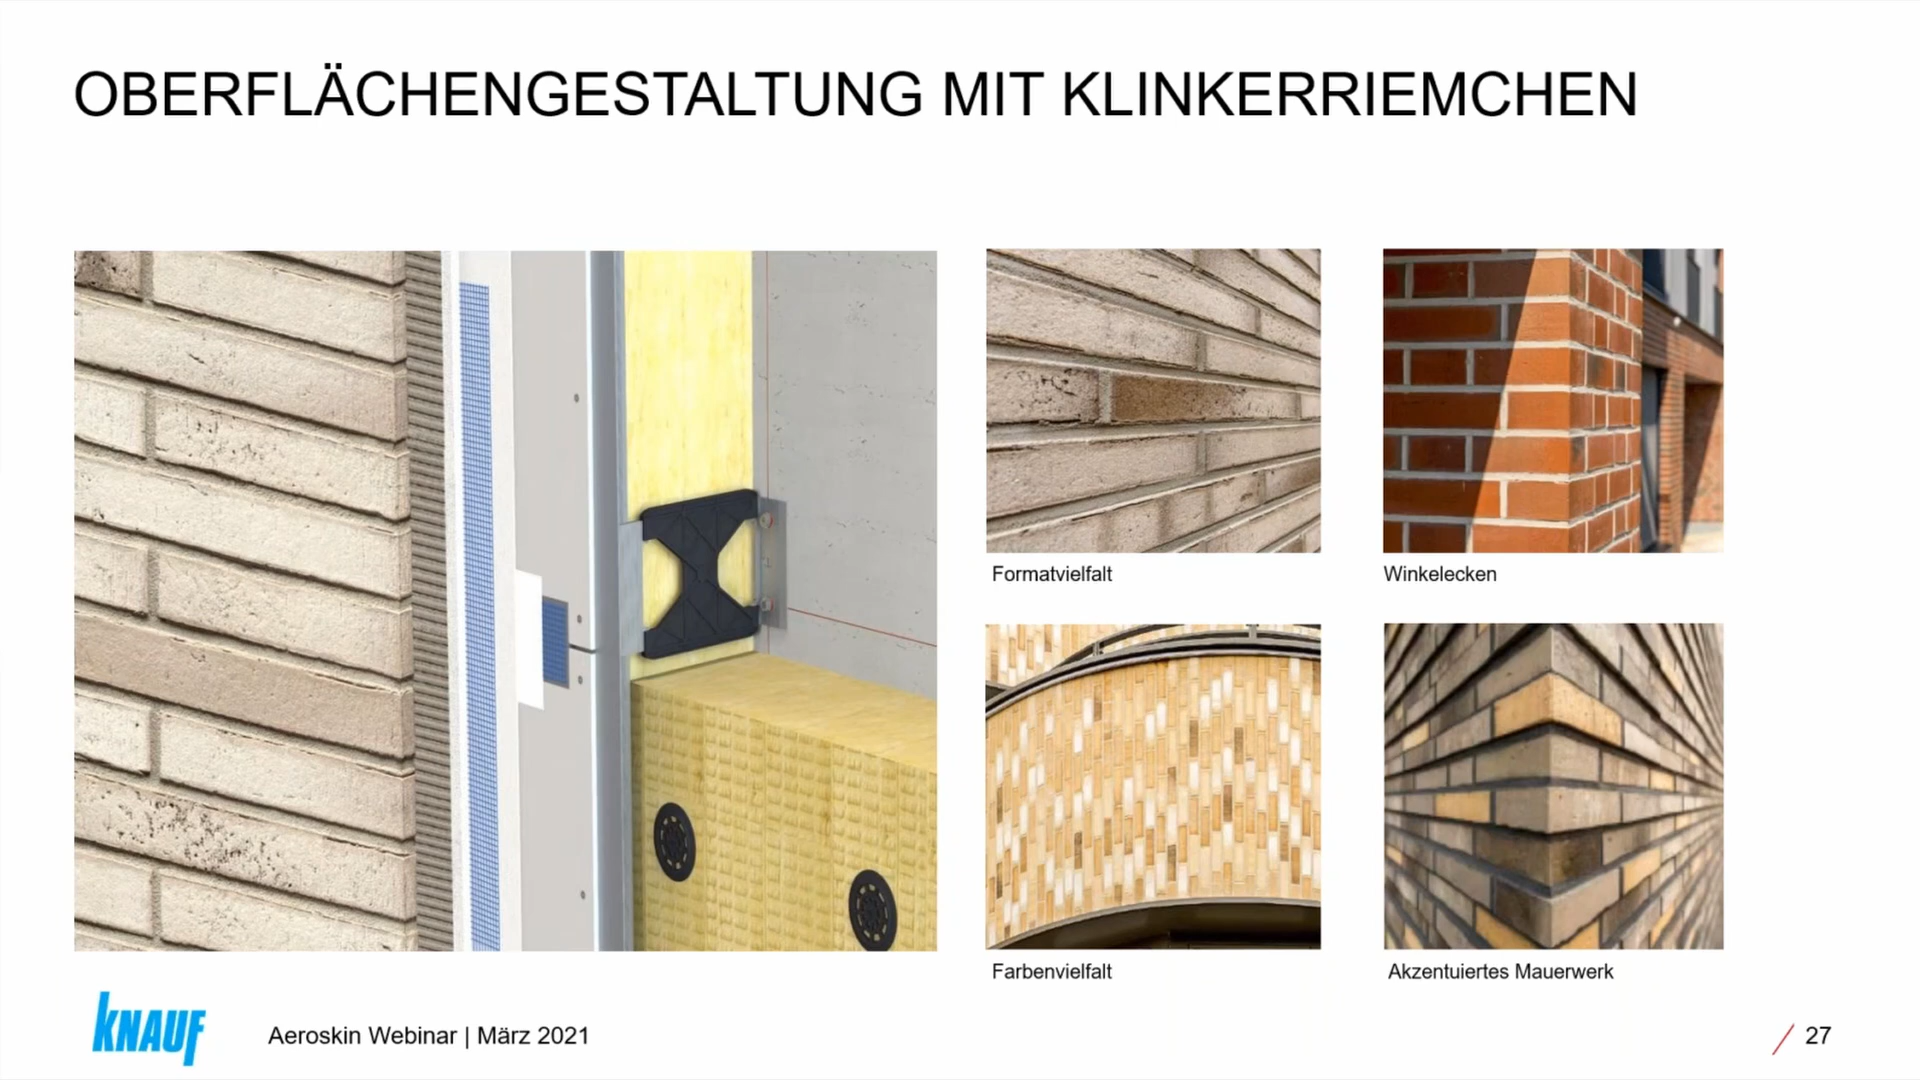 OBERFLÄCHENGESTALTUNG MIT KLINKERRIEMCHEN
Formatvielfalt
Winkelecken
Farbenvielfalt
Akzentuiertes Mauerwerk
KNAUF
Aeroskin Webinar | März 2021
27